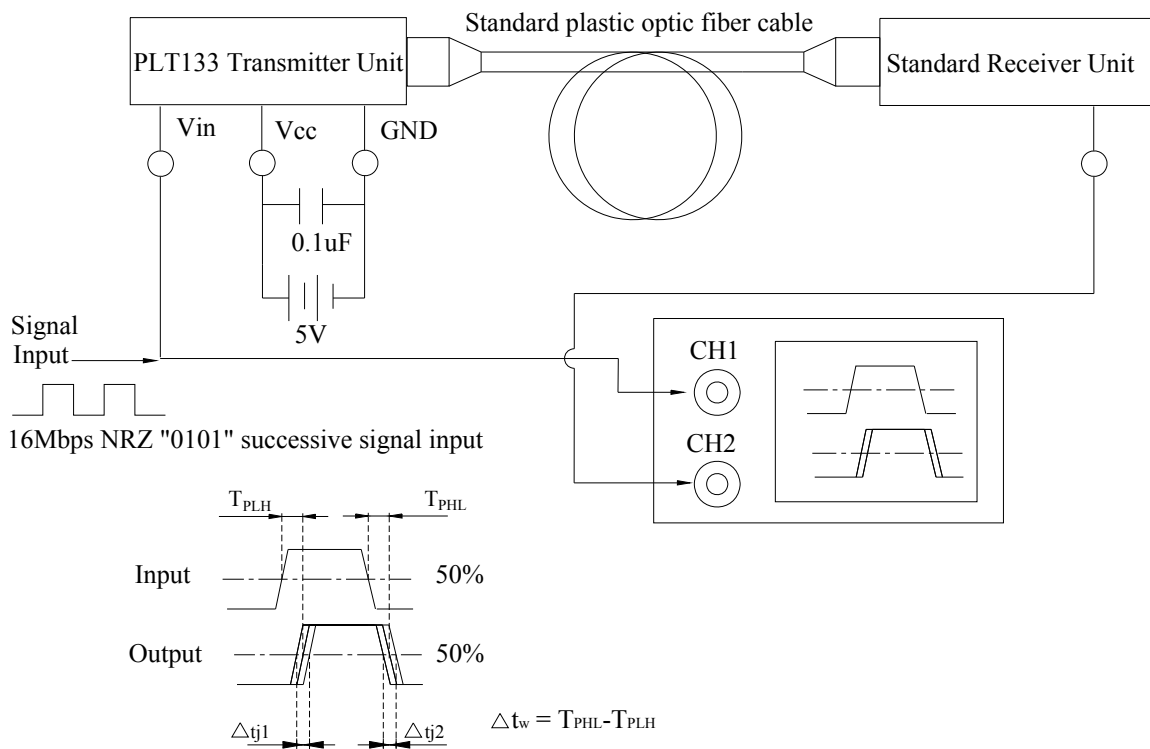 Standard plastic optic fiber cable
PLT133 Transmitter Unit
Standard Receiver Unit
Vin
Vcc
GND
0.1uF
5V
Signal
Input
16Mbps NRZ "0101" successive signal input
CH1
CH2
TPLH
TPHL
Input
50%
Output
50%
△tj1
△tj2
△tw = TPHL-TPLH